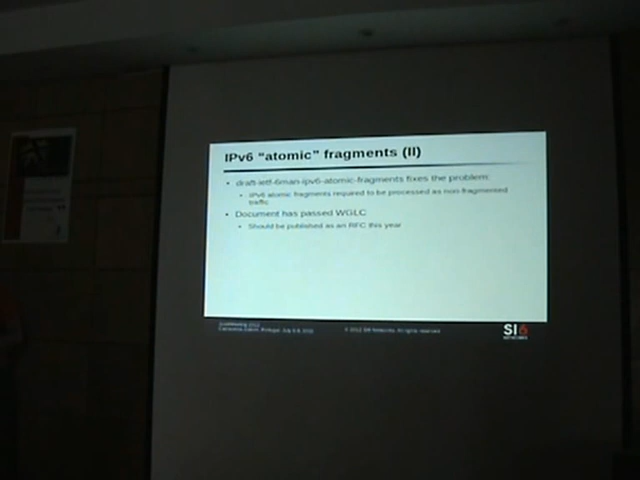 IPv6 “atomic” fragments (II)
• draft-ietf-6man-ipv6-atomic-fragments fixes the problem:
• IPv6 atomic fragments required to be processed as non-fragmented
traffic
• Document has passed WGLC
• Should be published as an RFC this year
© 2012 SI6 Networks. All rights reserved
SI6
NETWORKS